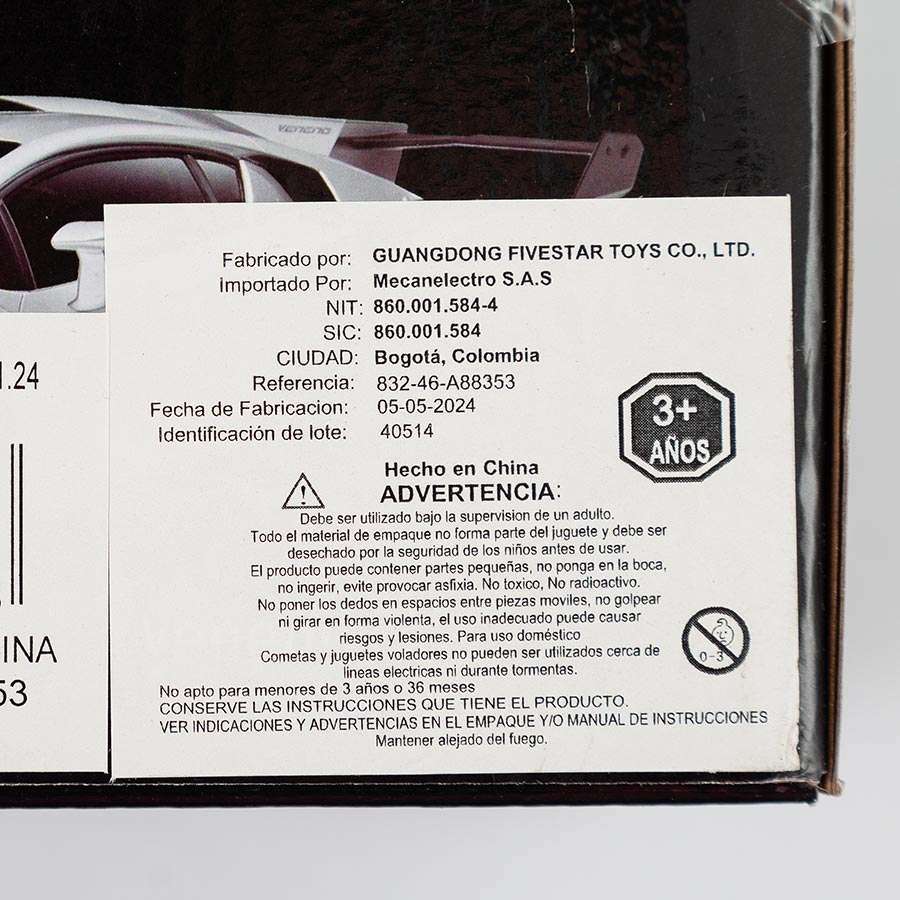 VENENO
Fabricado por: GUANGDONG FIVESTAR TOYS CO., LTD.
Importado Por: Mecanelectro S.A.S
NIT: 860.001.584-4
SIC: 860.001.584
CIUDAD: Bogotá, Colombia
Referencia: 832-46-A88353
Fecha de Fabricacion: 05-05-2024
Identificación de lote: 40514
3+
AÑOS
Hecho en China
ADVERTENCIA:
Debe ser utilizado bajo la supervision de un adulto.
Todo el material de empaque no forma parte del juguete y debe ser
desechado por la seguridad de los niños antes de usar.
El producto puede contener partes pequeñas, no ponga en la boca,
no ingerir, evite provocar asfixia. No toxico, No radioactivo.
No poner los dedos en espacios entre piezas moviles, no golpear
ni girar en forma violenta, el uso inadecuado puede causar
riesgos y lesiones. Para uso doméstico
Cometas y juguetes voladores no pueden ser utilizados cerca de
lineas electricas ni durante tormentas.
0-3
No apto para menores de 3 años o 36 meses
CONSERVE LAS INSTRUCCIONES QUE TIENE EL PRODUCTO.
VER INDICACIONES Y ADVERTENCIAS EN EL EMPAQUE Y/O MANUAL DE INSTRUCCIONES
Mantener alejado del fuego.
1.24
INA
53